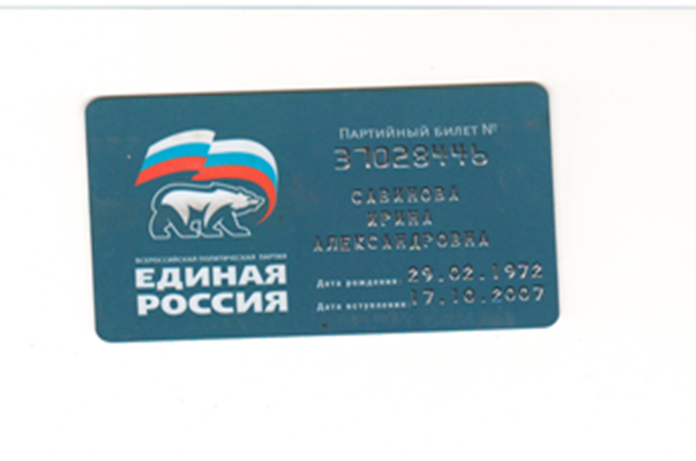 ВСЕРОССИЙСКАЯ ПОЛИТИЧЕСКАЯ ПАРТИЯ
ЕДИНАЯ
РОССИЯ
ПАРТИЙНЫЙ БИЛЕТ №
37028446
САВИНОВА
ИРИНА
АЛЕКСАНДРОВНА
Дата рождения: 29.02.1972
Дата вступления: 17.10.2007